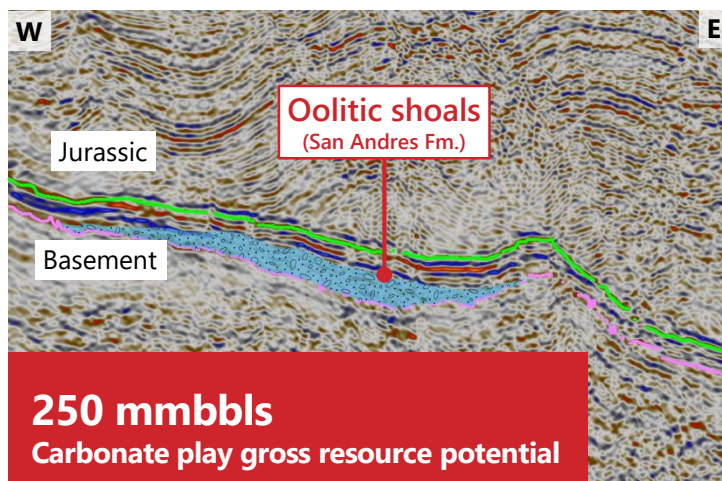 W
E
Oolitic shoals
(San Andres Fm.)
Jurassic
Basement
250 mmbbls
Carbonate play gross resource potential